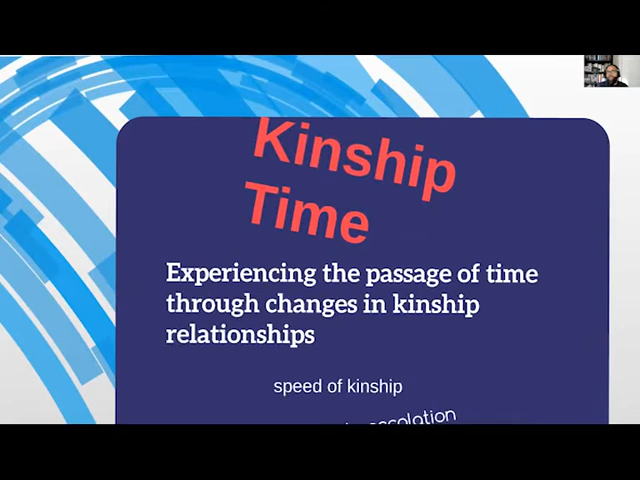 Kinship
Time
Experiencing the passage of time
through changes in kinship
relationships
speed of kinship